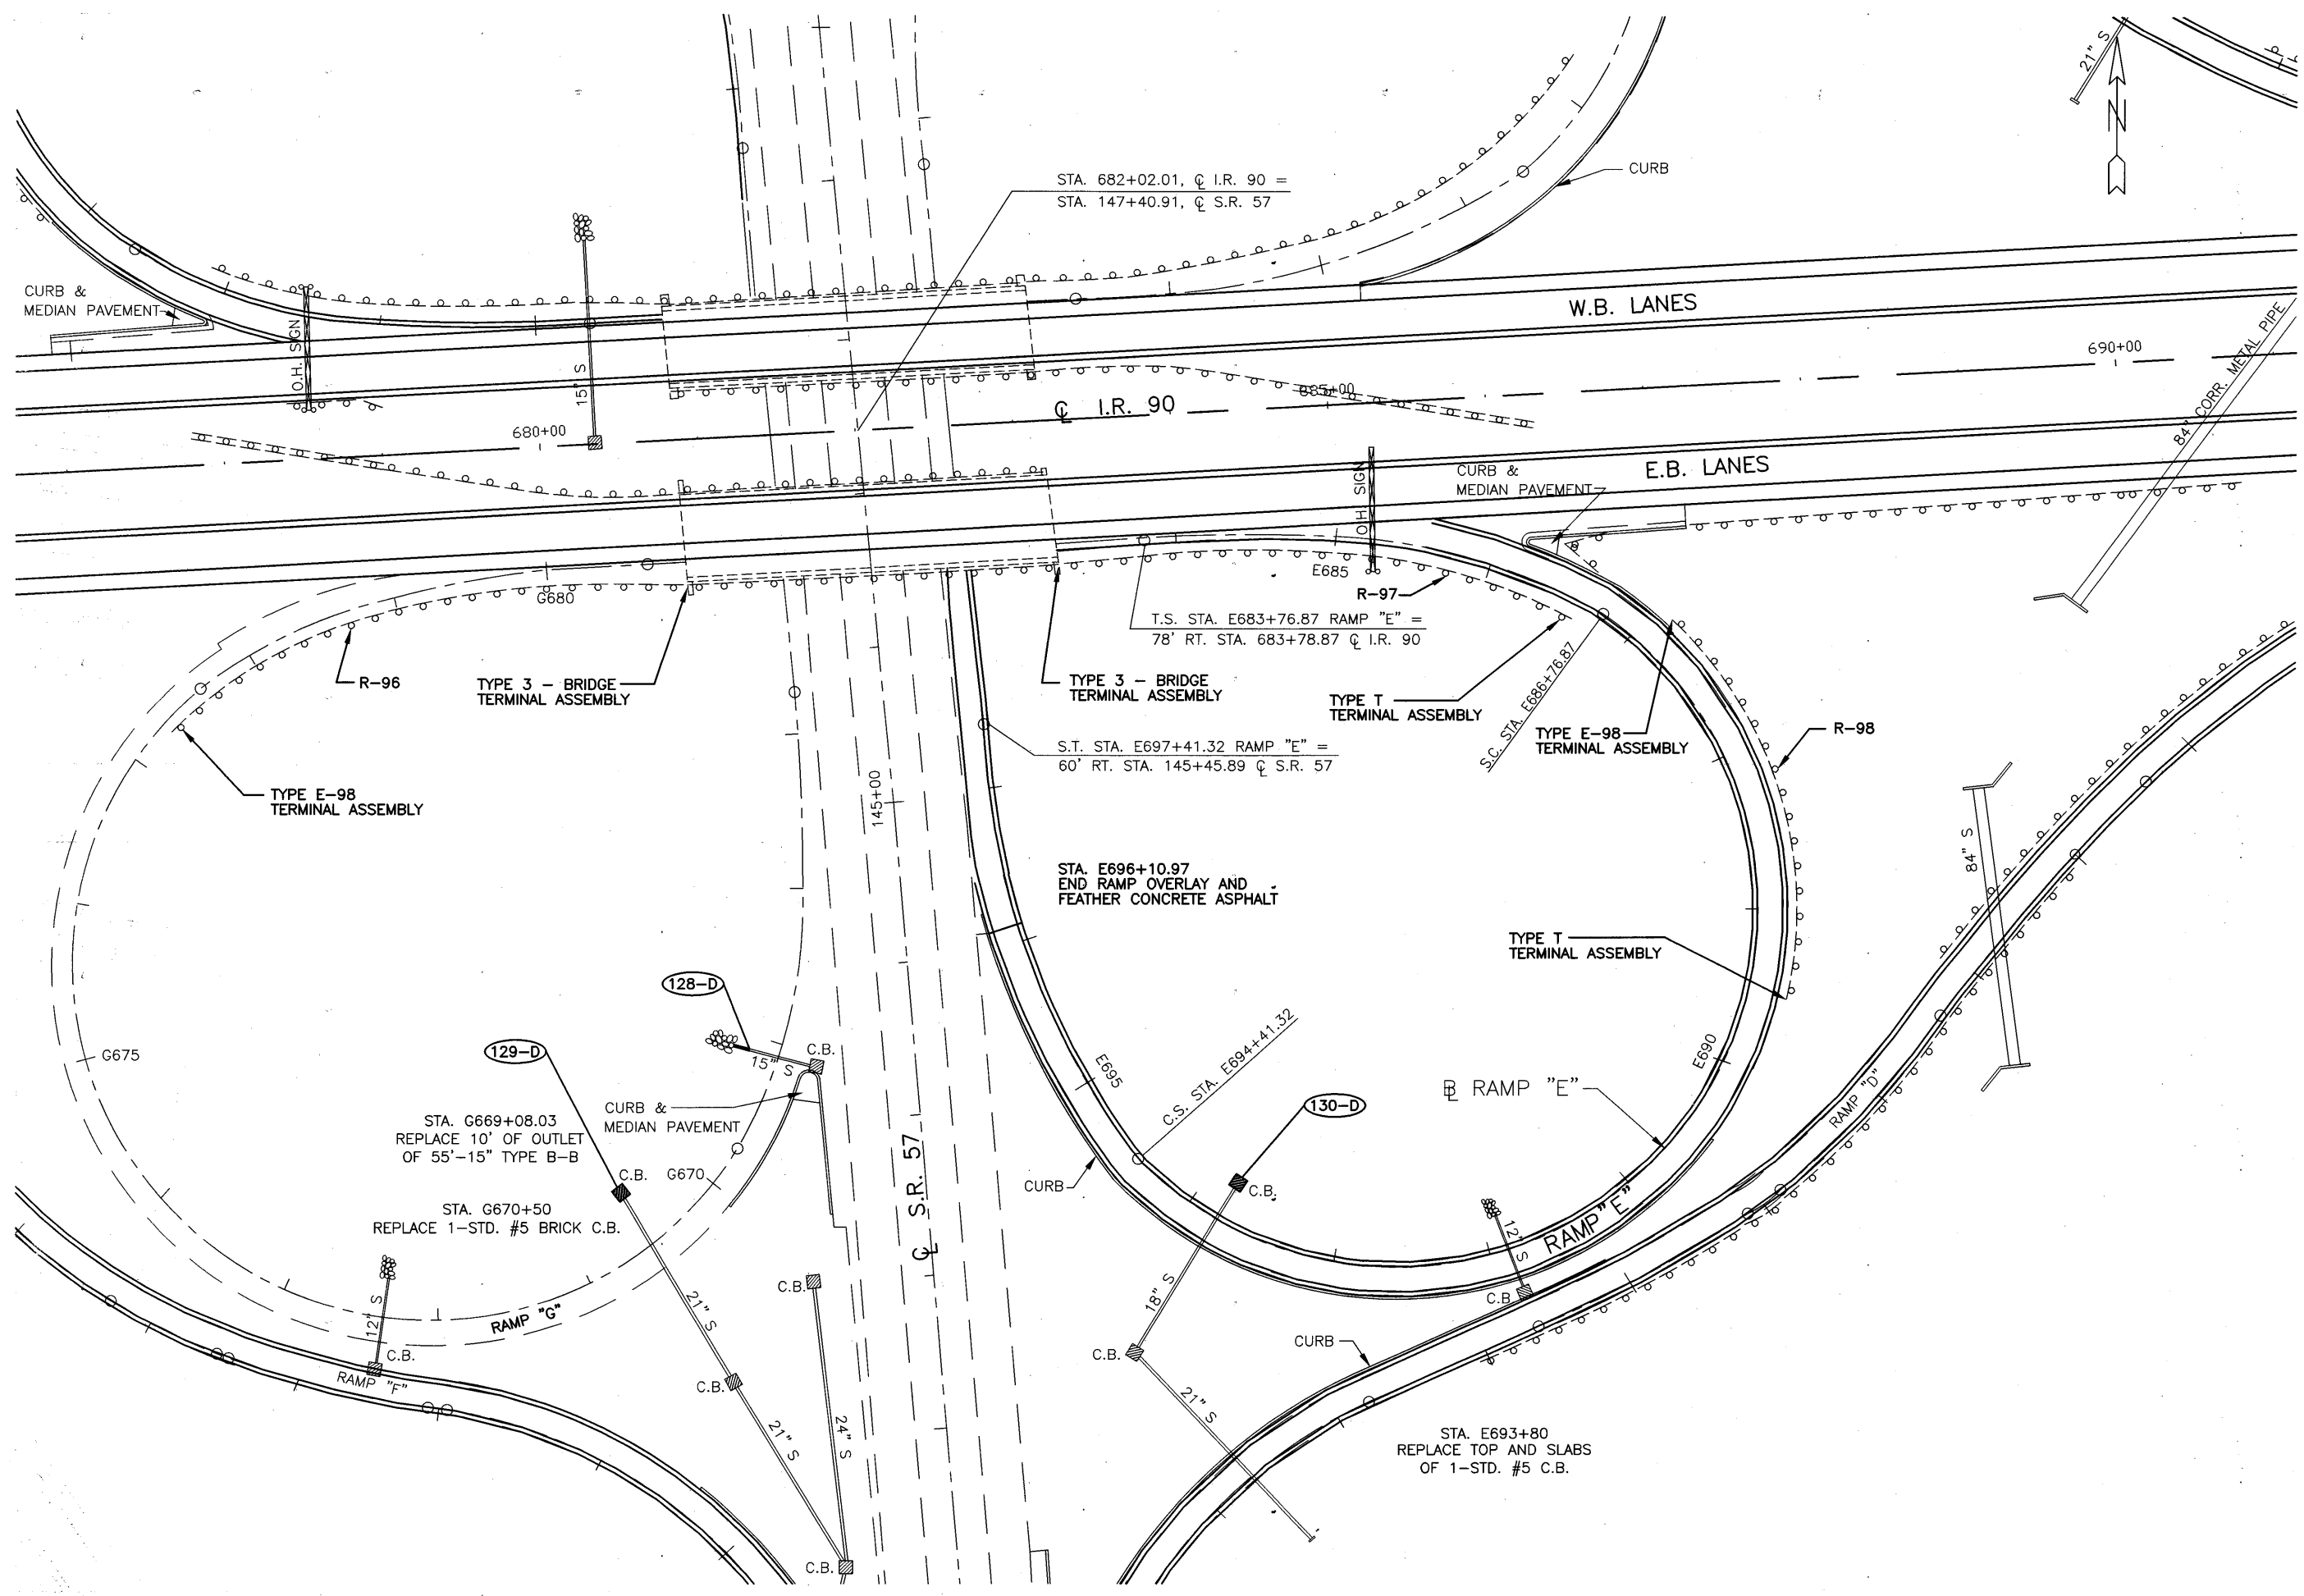 21" S
N
STA. 682+02.01, ℄ I.R. 90 =
STA. 147+40.91, ℄ S.R. 57
CURB
CURB &
MEDIAN PAVEMENT
O.H. SIGN
15" S
W.B. LANES
690+00
84" CORR. METAL PIPE
685+00
℄ I.R. 90
680+00
O.H. SIGN
CURB &
MEDIAN PAVEMENT
E.B. LANES
G680
E685
R-97
T.S. STA. E683+76.87 RAMP "E" =
78' RT. STA. 683+78.87 ℄ I.R. 90
R-96
TYPE 3 - BRIDGE
TERMINAL ASSEMBLY
TYPE 3 - BRIDGE
TERMINAL ASSEMBLY
TYPE T
TERMINAL ASSEMBLY
S.C. STA. E686+76.87
TYPE E-98
TERMINAL ASSEMBLY
R-98
S.T. STA. E697+41.32 RAMP "E" =
60' RT. STA. 145+45.89 ℄ S.R. 57
TYPE E-98
TERMINAL ASSEMBLY
145+00
84" S
STA. E696+10.97
END RAMP OVERLAY AND
FEATHER CONCRETE ASPHALT
TYPE T
TERMINAL ASSEMBLY
128-D
129-D
G675
15" S
C.B.
CURB &
MEDIAN PAVEMENT
STA. G669+08.03
REPLACE 10' OF OUTLET
OF 55'-15" TYPE B-B
C.B.
G670
STA. G670+50
REPLACE 1-STD. #5 BRICK C.B.
E695
C.S. STA. E694+41.32
130-D
C.B.
CURB
E690
BL RAMP "E"
RAMP "D"
℄ S.R. 57
RAMP "E"
12" S
C.B.
18" S
C.B.
21" S
CURB
12" S
C.B.
RAMP "F"
RAMP "G"
21" S
C.B.
C.B.
21" S
24" S
C.B.
STA. E693+80
REPLACE TOP AND SLABS
OF 1-STD. #5 C.B.